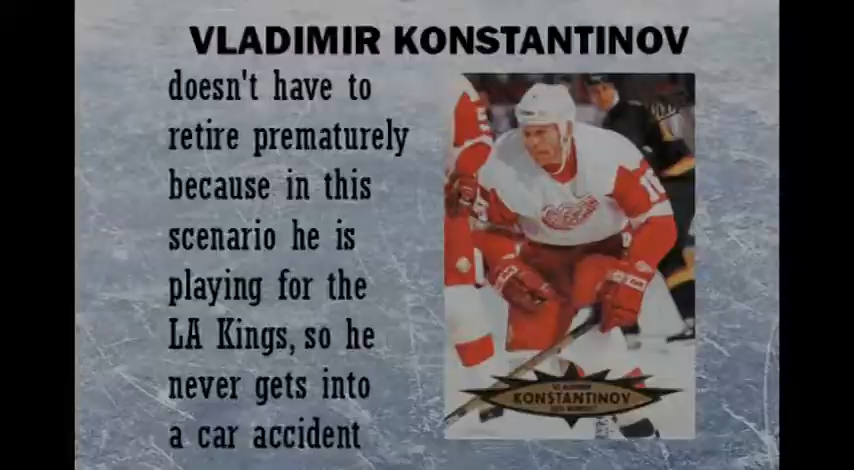 VLADIMIR KONSTANTINOV
doesn't have to
retire prematurely
because in this
scenario he is
playing for the
LA Kings, so he
never gets into
a car accident
KONSTANTINOV